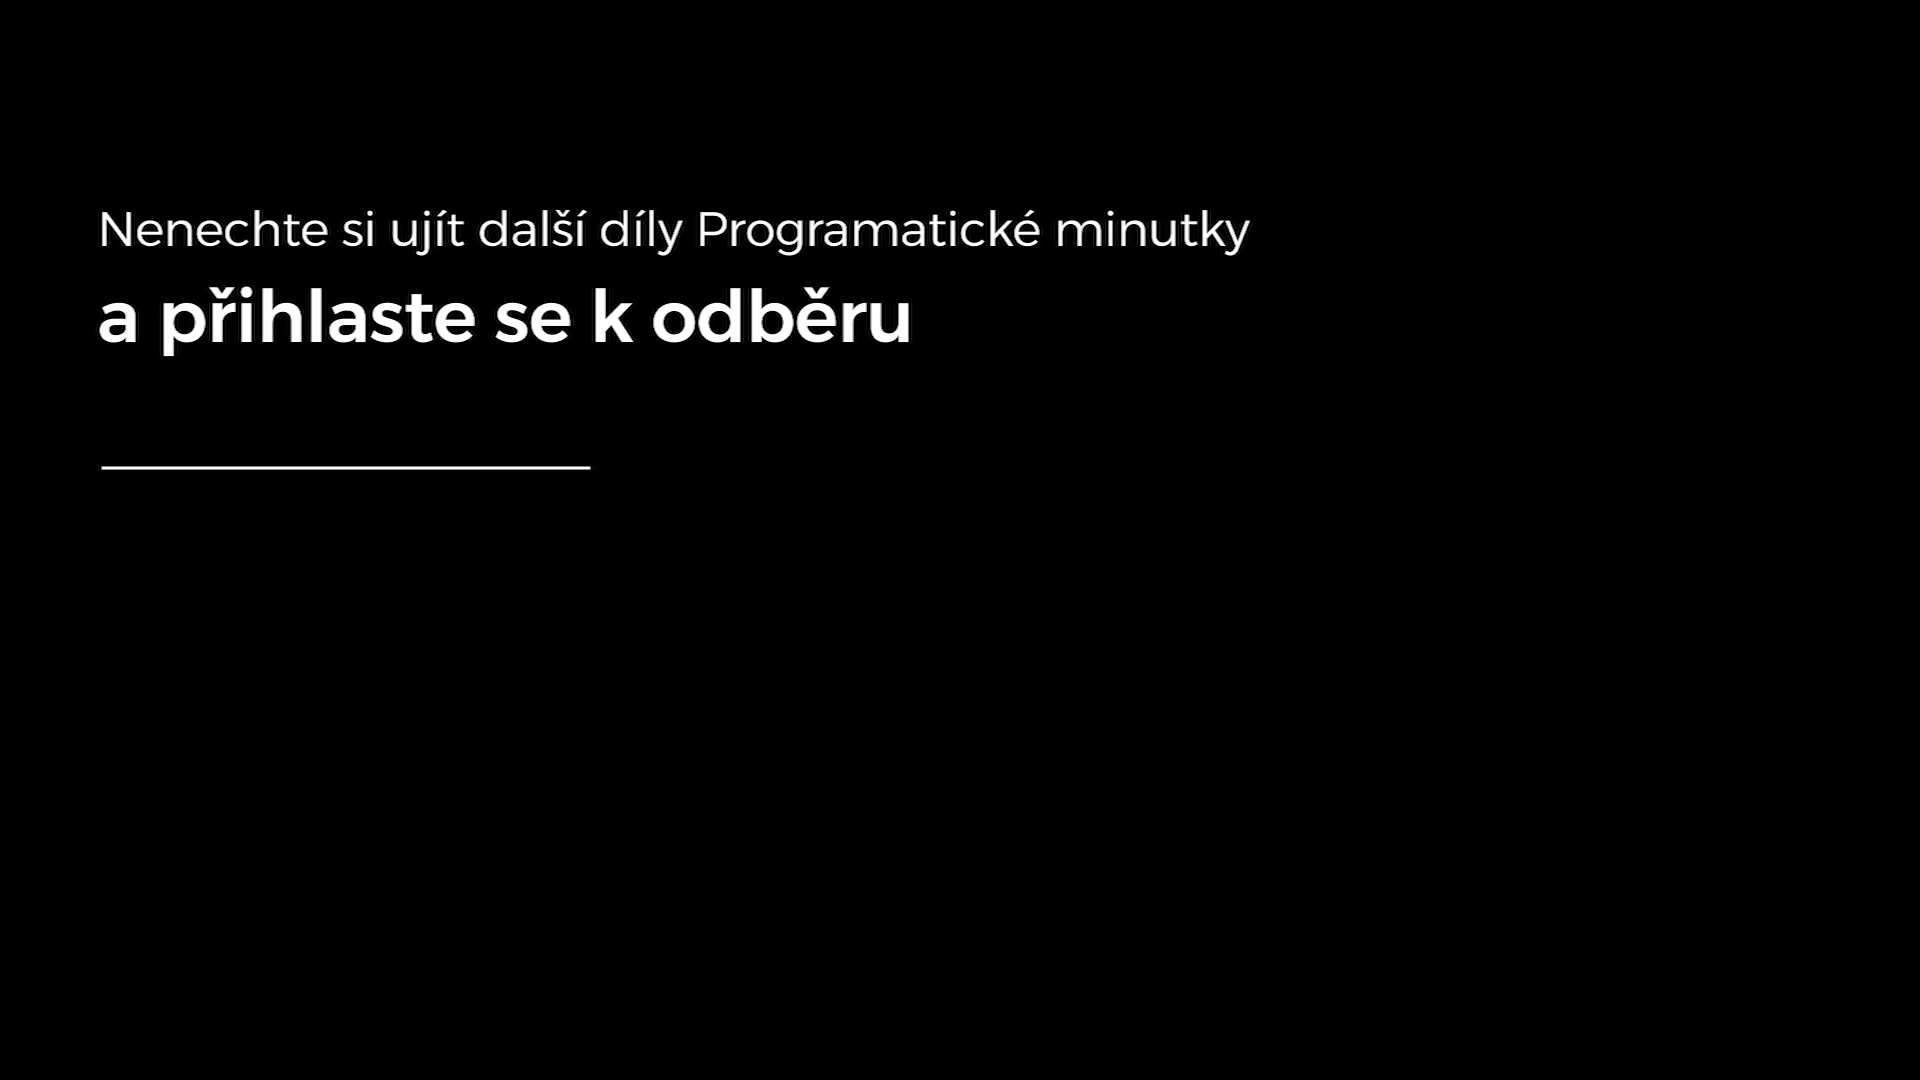 Nenechte si ujít další díly Programatické minutky
a přihlaste se k odběru